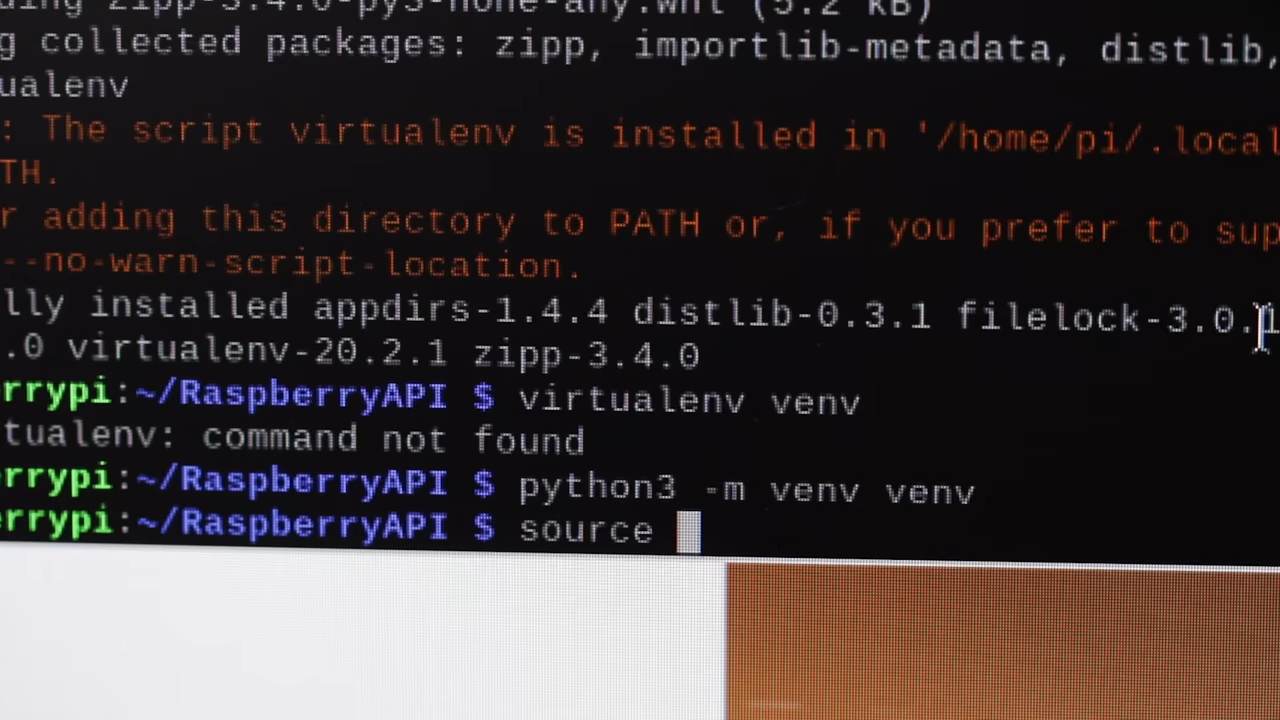 ding zipp-3.4.0-py3-none-any.whl (5.2 kB)
g collected packages: zipp, importlib-metadata, distlib,
ualenv
: The script virtualenv is installed in '/home/pi/.local
TH.
r adding this directory to PATH or, if you prefer to sup
--no-warn-script-location.
lly installed appdirs-1.4.4 distlib-0.3.1 filelock-3.0.1
.0 virtualenv-20.2.1 zipp-3.4.0
rrypi:~/RaspberryAPI $ virtualenv venv
tualenv: command not found
errypi:~/RaspberryAPI $ python3 -m venv venv
errypi:~/RaspberryAPI $ source